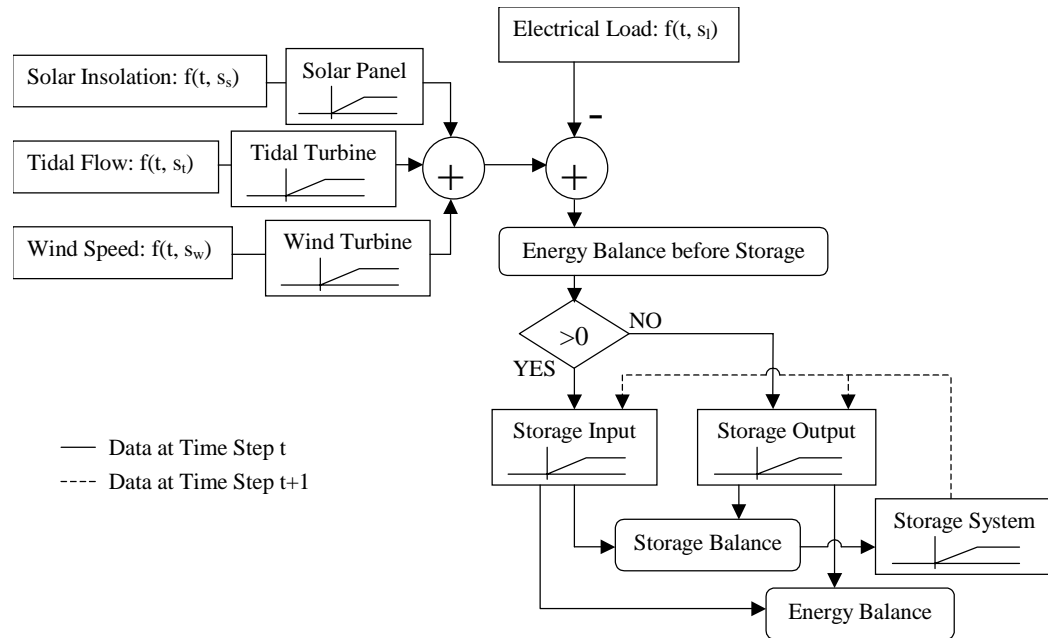 Electrical Load: f(t, sₗ)
Solar Insolation: f(t, sₛ)
Solar Panel
-
Tidal Flow: f(t, sₜ)
Tidal Turbine
+
+
Wind Speed: f(t, s_w)
Wind Turbine
Energy Balance before Storage
>0
NO
YES
Storage Input
Storage Output
Data at Time Step t
Data at Time Step t+1
Storage System
Storage Balance
Energy Balance